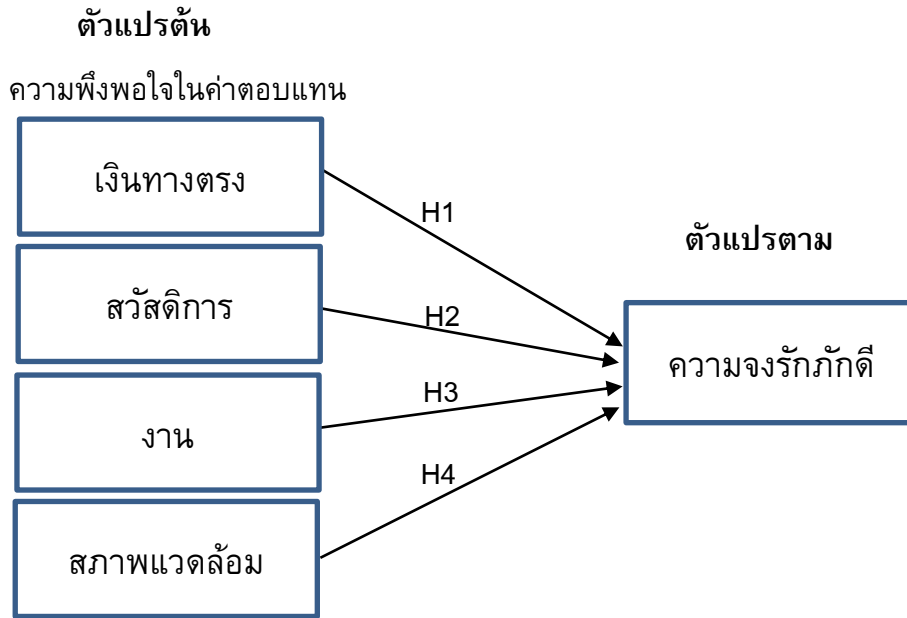 ตัวแปรต้น
ความพึงพอใจในค่าตอบแทน
เงินทางตรง
สวัสดิการ
งาน
สภาพแวดล้อม
H1
H2
H3
H4
ตัวแปรตาม
ความจงรักภักดี